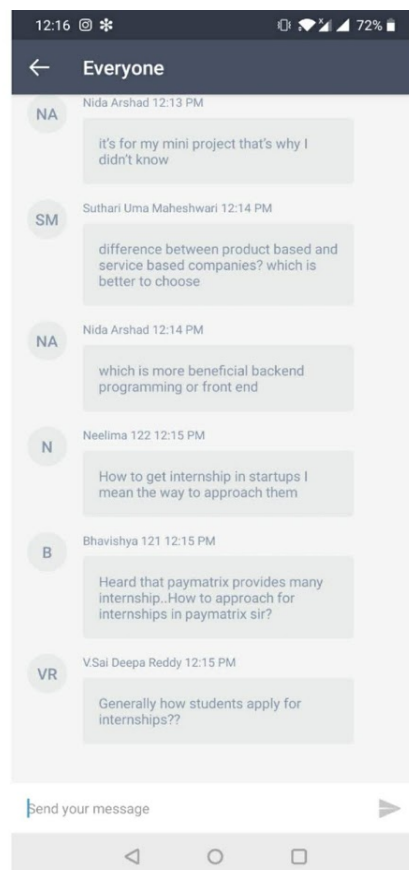 12:16
72%
Everyone
Nida Arshad 12:13 PM
NA
it's for my mini project that's why I
didn't know
Suthari Uma Maheshwari 12:14 PM
SM
difference between product based and
service based companies? which is
better to choose
Nida Arshad 12:14 PM
NA
which is more beneficial backend
programming or front end
Neelima 122 12:15 PM
N
How to get internship in startups I
mean the way to approach them
Bhavishya 121 12:15 PM
B
Heard that paymatrix provides many
internship..How to approach for
internships in paymatrix sir?
V.Sai Deepa Reddy 12:15 PM
VR
Generally how students apply for
internships??
Send your message